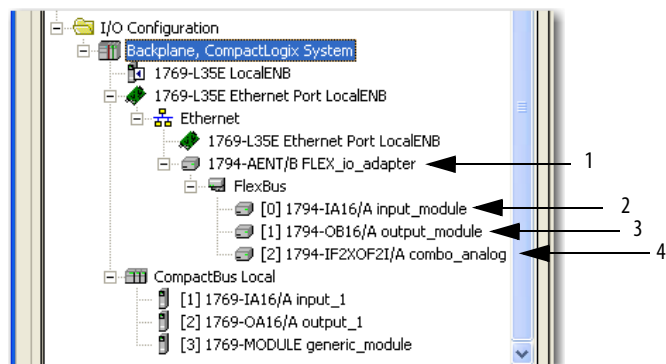 I/O Configuration
Backplane, CompactLogix System
1769-L35E LocalENB
1769-L35E Ethernet Port LocalENB
Ethernet
1769-L35E Ethernet Port LocalENB
1794-AENT/B FLEX_io_adapter 1
FlexBus
[0] 1794-IA16/A input_module 2
[1] 1794-OB16/A output_module 3
[2] 1794-IF2XOF2I/A combo_analog 4
CompactBus Local
[1] 1769-IA16/A input_1
[2] 1769-OA16/A output_1
[3] 1769-MODULE generic_module